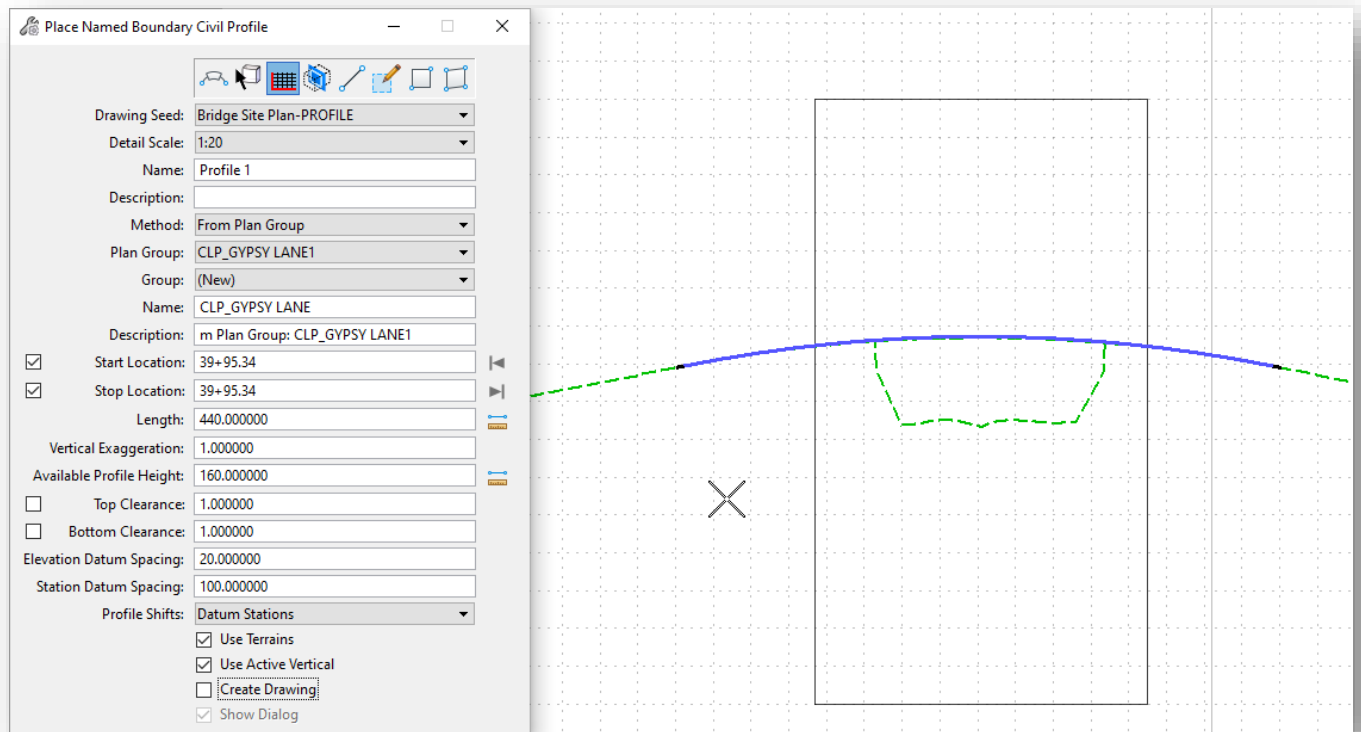 Place Named Boundary Civil Profile
Drawing Seed: Bridge Site Plan-PROFILE
Detail Scale: 1:20
Name: Profile 1
Description:
Method: From Plan Group
Plan Group: CLP_GYPSY LANE1
Group: (New)
Name: CLP_GYPSY LANE
Description: m Plan Group: CLP_GYPSY LANE1
Start Location: 39+95.34
Stop Location: 39+95.34
Length: 440.000000
Vertical Exaggeration: 1.000000
Available Profile Height: 160.000000
Top Clearance: 1.000000
Bottom Clearance: 1.000000
Elevation Datum Spacing: 20.000000
Station Datum Spacing: 100.000000
Profile Shifts: Datum Stations
Use Terrains
Use Active Vertical
Create Drawing
Show Dialog